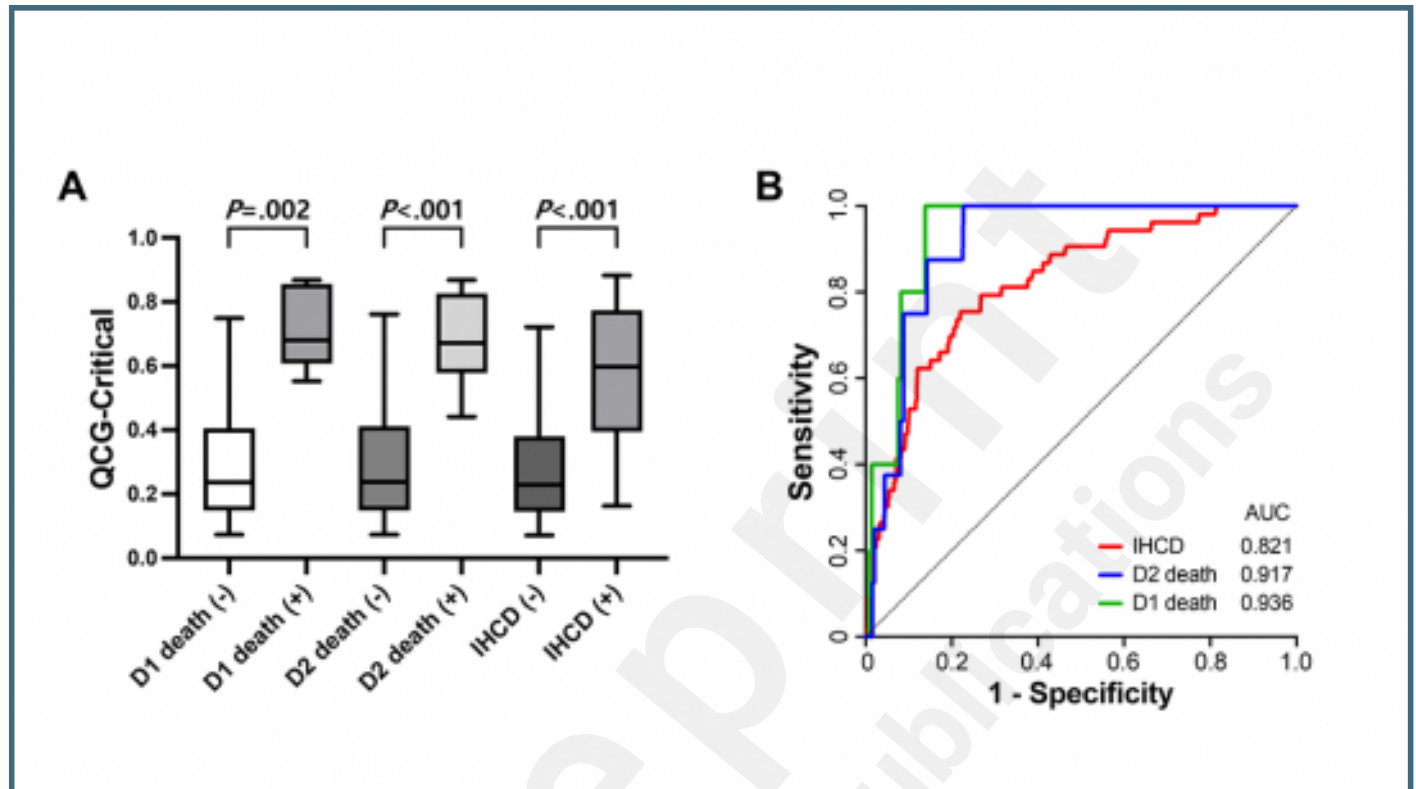 A
P=.002
P<.001
P<.001
QCG-Critical
1.0
0.8
0.6
0.4
0.2
0.0
D1 death (-)
D1 death (+)
D2 death (-)
D2 death (+)
IHCD (-)
IHCD (+)
B
Sensitivity
1.0
0.8
0.6
0.4
0.2
0
AUC
IHCD 0.821
D2 death 0.917
D1 death 0.936
0 0.2 0.4 0.6 0.8 1.0
1 - Specificity
eprint
ublications